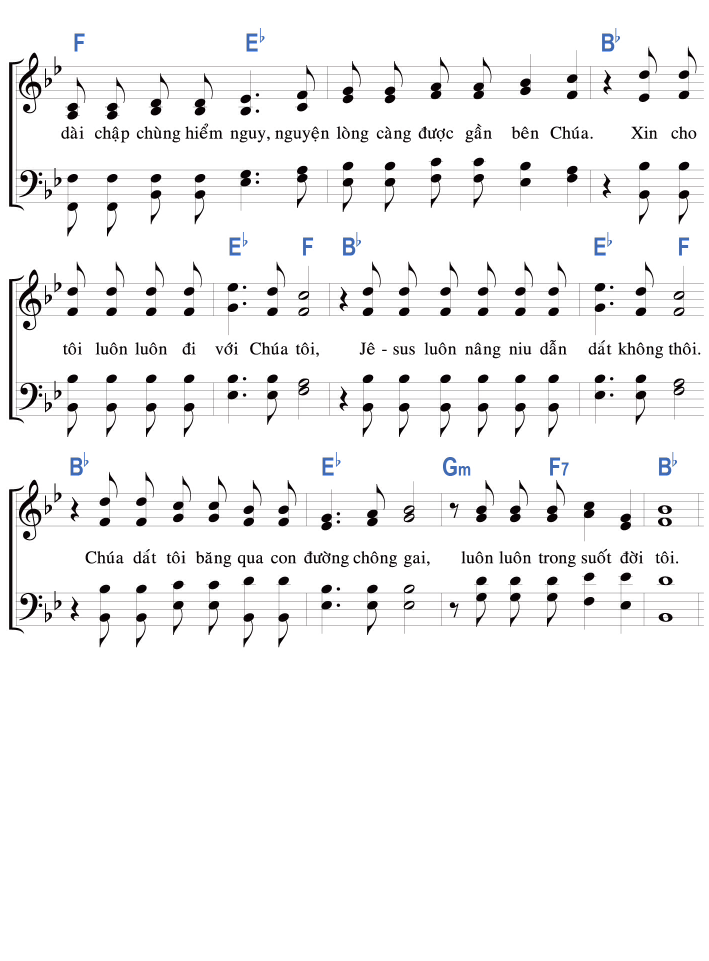 F E♭ B♭
dài chập chùng hiểm nguy, nguyện lòng càng được gần bên Chúa. Xin cho
E♭ F B♭ E♭ F
tôi luôn luôn đi với Chúa tôi, Jê - sus luôn nâng niu dẫn dắt không thôi.
B♭ E♭ Gm F7 B♭
Chúa dắt tôi băng qua con đường chông gai, luôn luôn trong suốt đời tôi.